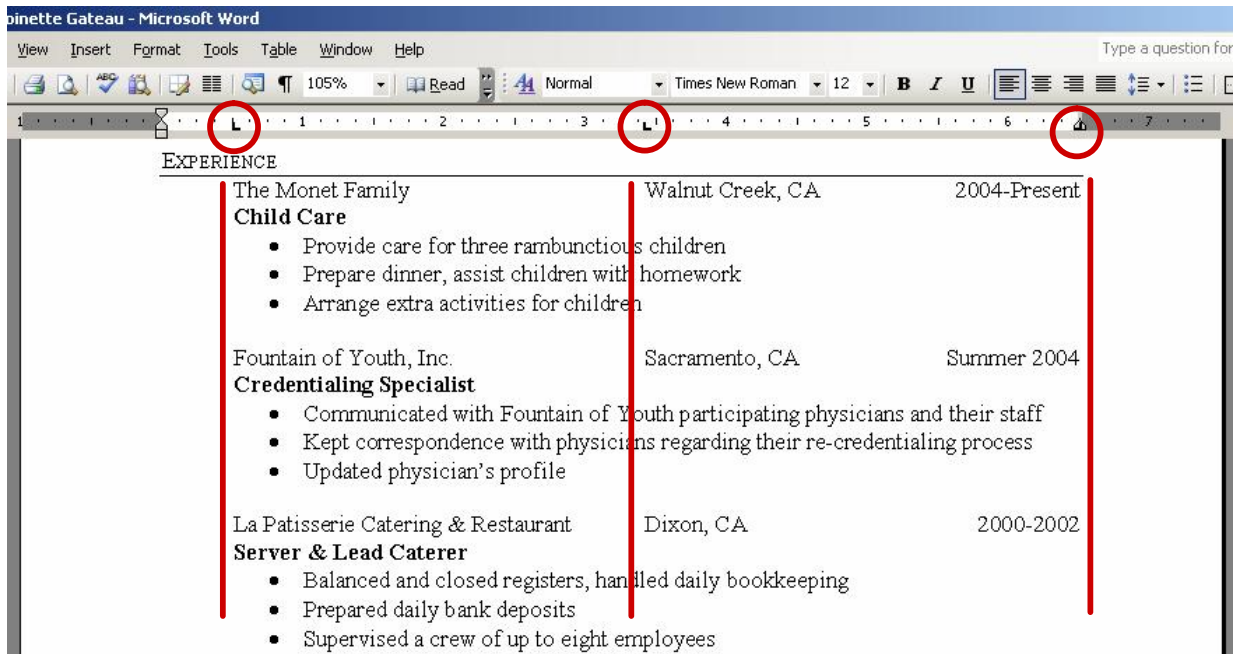 oinette Gateau - Microsoft Word
View Insert Format Tools Table Window Help Type a question for
ABC 105% Read Normal Times New Roman 12 B I U
1 1 2 3 4 5 6 7
EXPERIENCE
The Monet Family Walnut Creek, CA 2004-Present
Child Care
• Provide care for three rambunctious children
• Prepare dinner, assist children with homework
• Arrange extra activities for children
Fountain of Youth, Inc. Sacramento, CA Summer 2004
Credentialing Specialist
• Communicated with Fountain of Youth participating physicians and their staff
• Kept correspondence with physicians regarding their re-credentialing process
• Updated physician's profile
La Patisserie Catering & Restaurant Dixon, CA 2000-2002
Server & Lead Caterer
• Balanced and closed registers, handled daily bookkeeping
• Prepared daily bank deposits
• Supervised a crew of up to eight employees